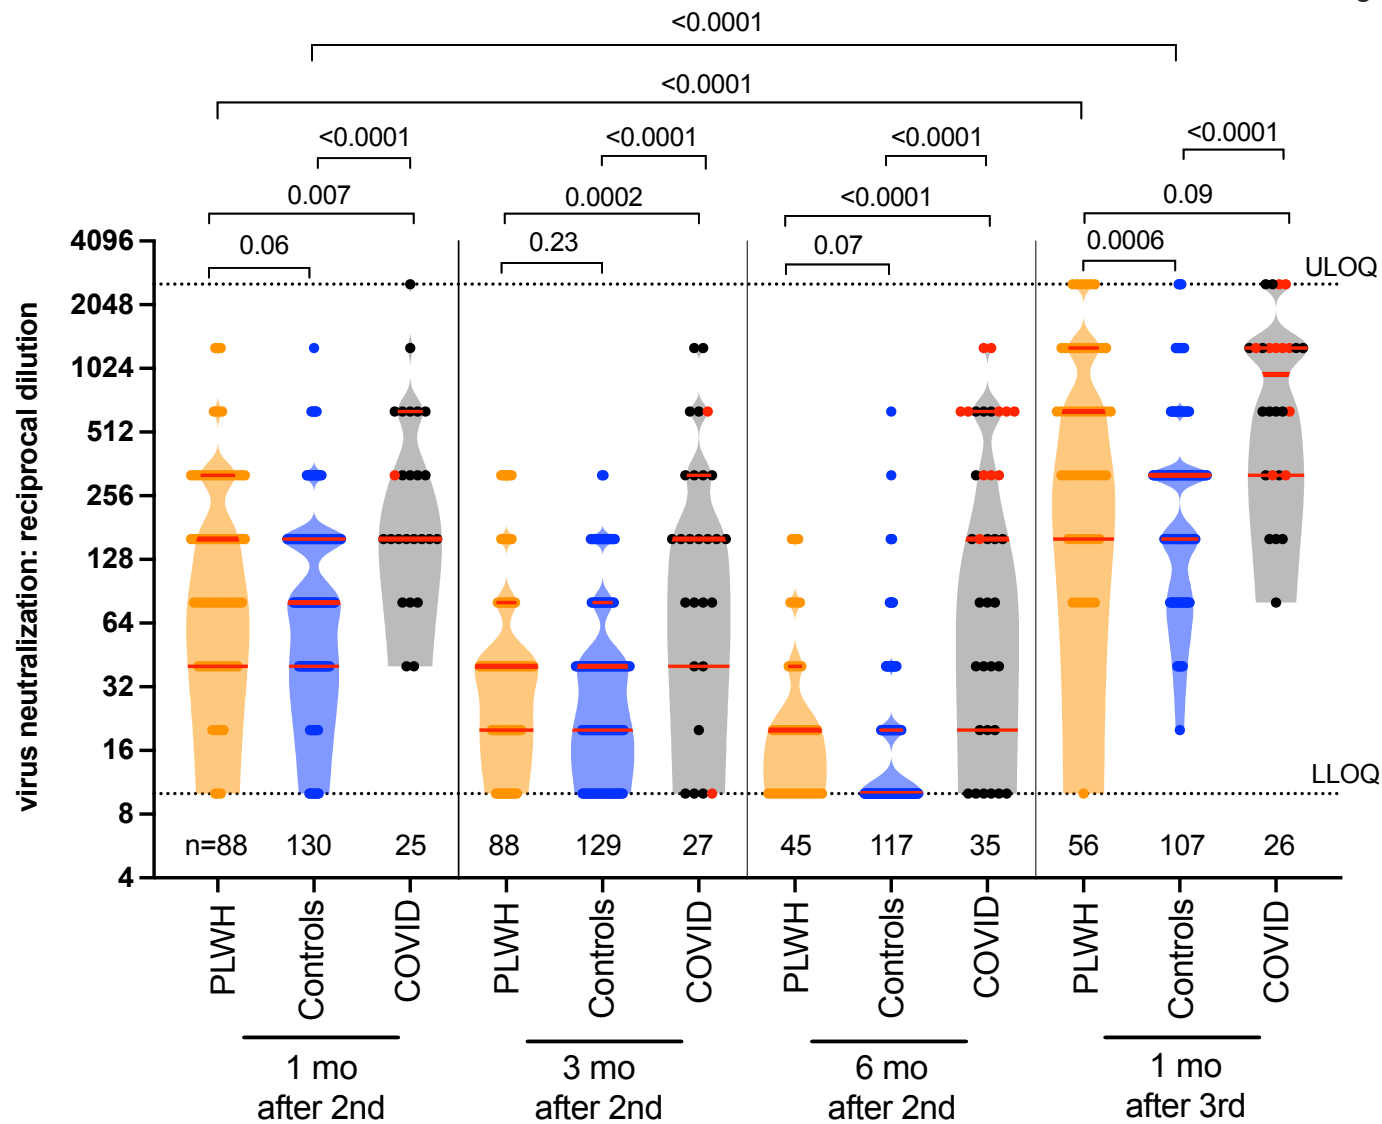 g
<0.0001
<0.0001
<0.0001 <0.0001 <0.0001 <0.0001
0.007 0.0002 <0.0001 0.09
0.06 0.23 0.07 0.0006
virus neutralization: reciprocal dilution
4096
ULOQ
2048
1024
512
256
128
64
32
16
LLOQ
8
n=88 130 25 88 129 27 45 117 35 56 107 26
4
PLWH Controls COVID PLWH Controls COVID PLWH Controls COVID PLWH Controls COVID
1 mo 3 mo 6 mo 1 mo
after 2nd after 2nd after 2nd after 3rd